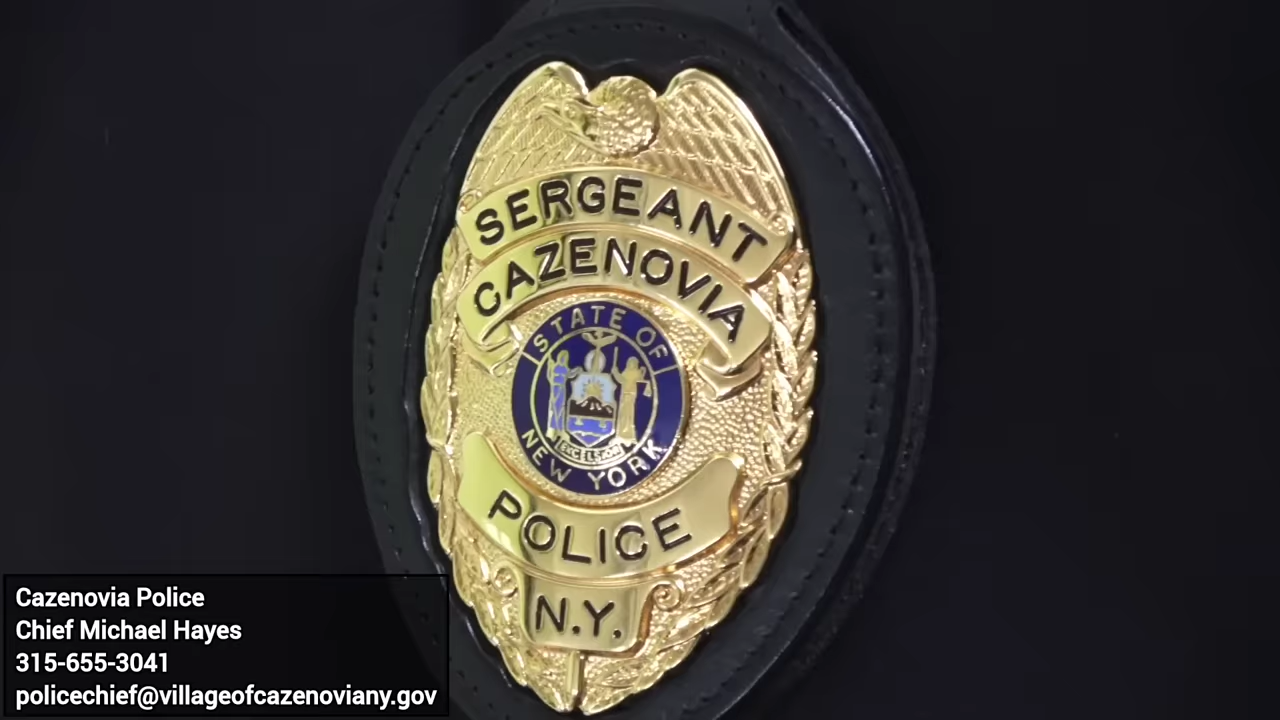 SERGEANT
CAZENOVIA
STATE OF
EXCELSIOR
NEW YORK
POLICE
N.Y.
Cazenovia Police
Chief Michael Hayes
315-655-3041
policechief@villageofcazenoviany.gov